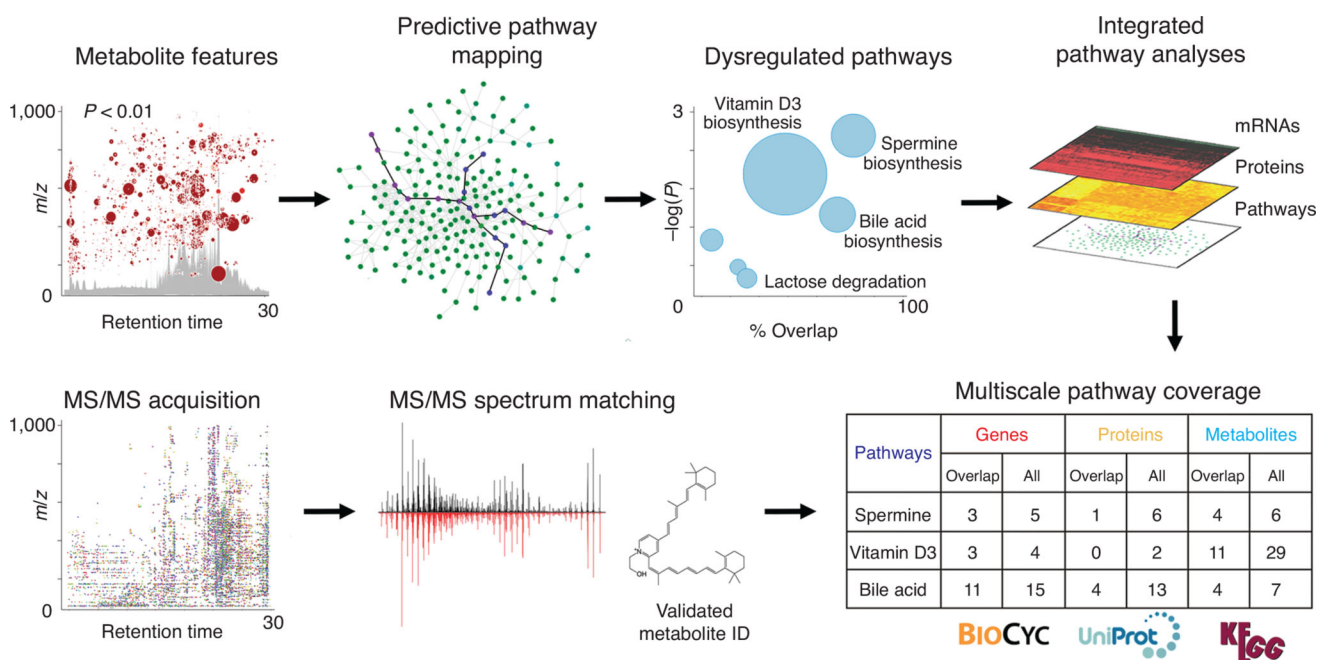 Metabolite features
1,000
P < 0.01
m/z
0
Retention time
30
Predictive pathway
mapping
Dysregulated pathways
3
Vitamin D3
biosynthesis
Spermine
biosynthesis
–log(P)
Bile acid
biosynthesis
Lactose degradation
0
100
% Overlap
Integrated
pathway analyses
mRNAs
Proteins
Pathways
MS/MS acquisition
1,000
m/z
0
Retention time
30
MS/MS spectrum matching
N
+
OH
Validated
metabolite ID
Multiscale pathway coverage
Pathways Genes Proteins Metabolites
Overlap All Overlap All Overlap All
Spermine 3 5 1 6 4 6
Vitamin D3 3 4 0 2 11 29
Bile acid 11 15 4 13 4 7
BIOCYC UniProt KEGG